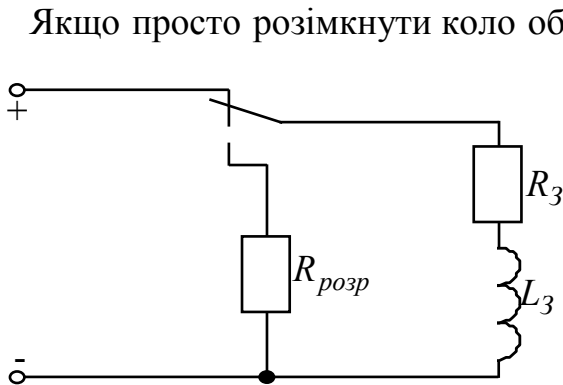 Якщо просто розімкнути коло об
+
R_З
R_розр
L_З
-